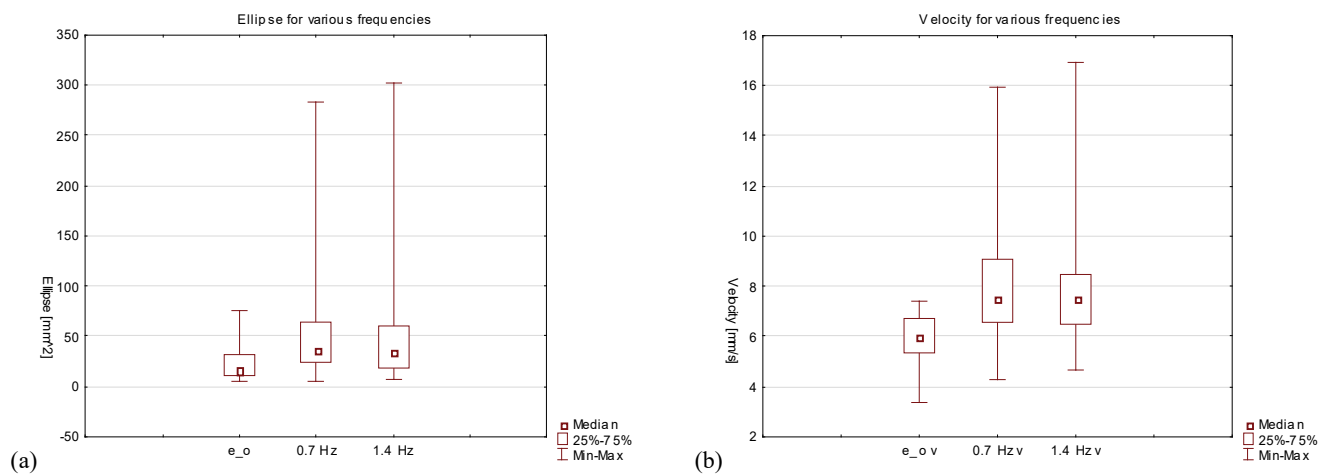 Ellipse for various frequencies
350
300
250
200
150
100
50
0
-50
Ellipse [mm^2]
e_o
0.7 Hz
1.4 Hz
Median
25%-75%
Min-Max
(a)
Velocity for various frequencies
18
16
14
12
10
8
6
4
2
Velocity [mm/s]
e_o v
0.7 Hz v
1.4 Hz v
Median
25%-75%
Min-Max
(b)